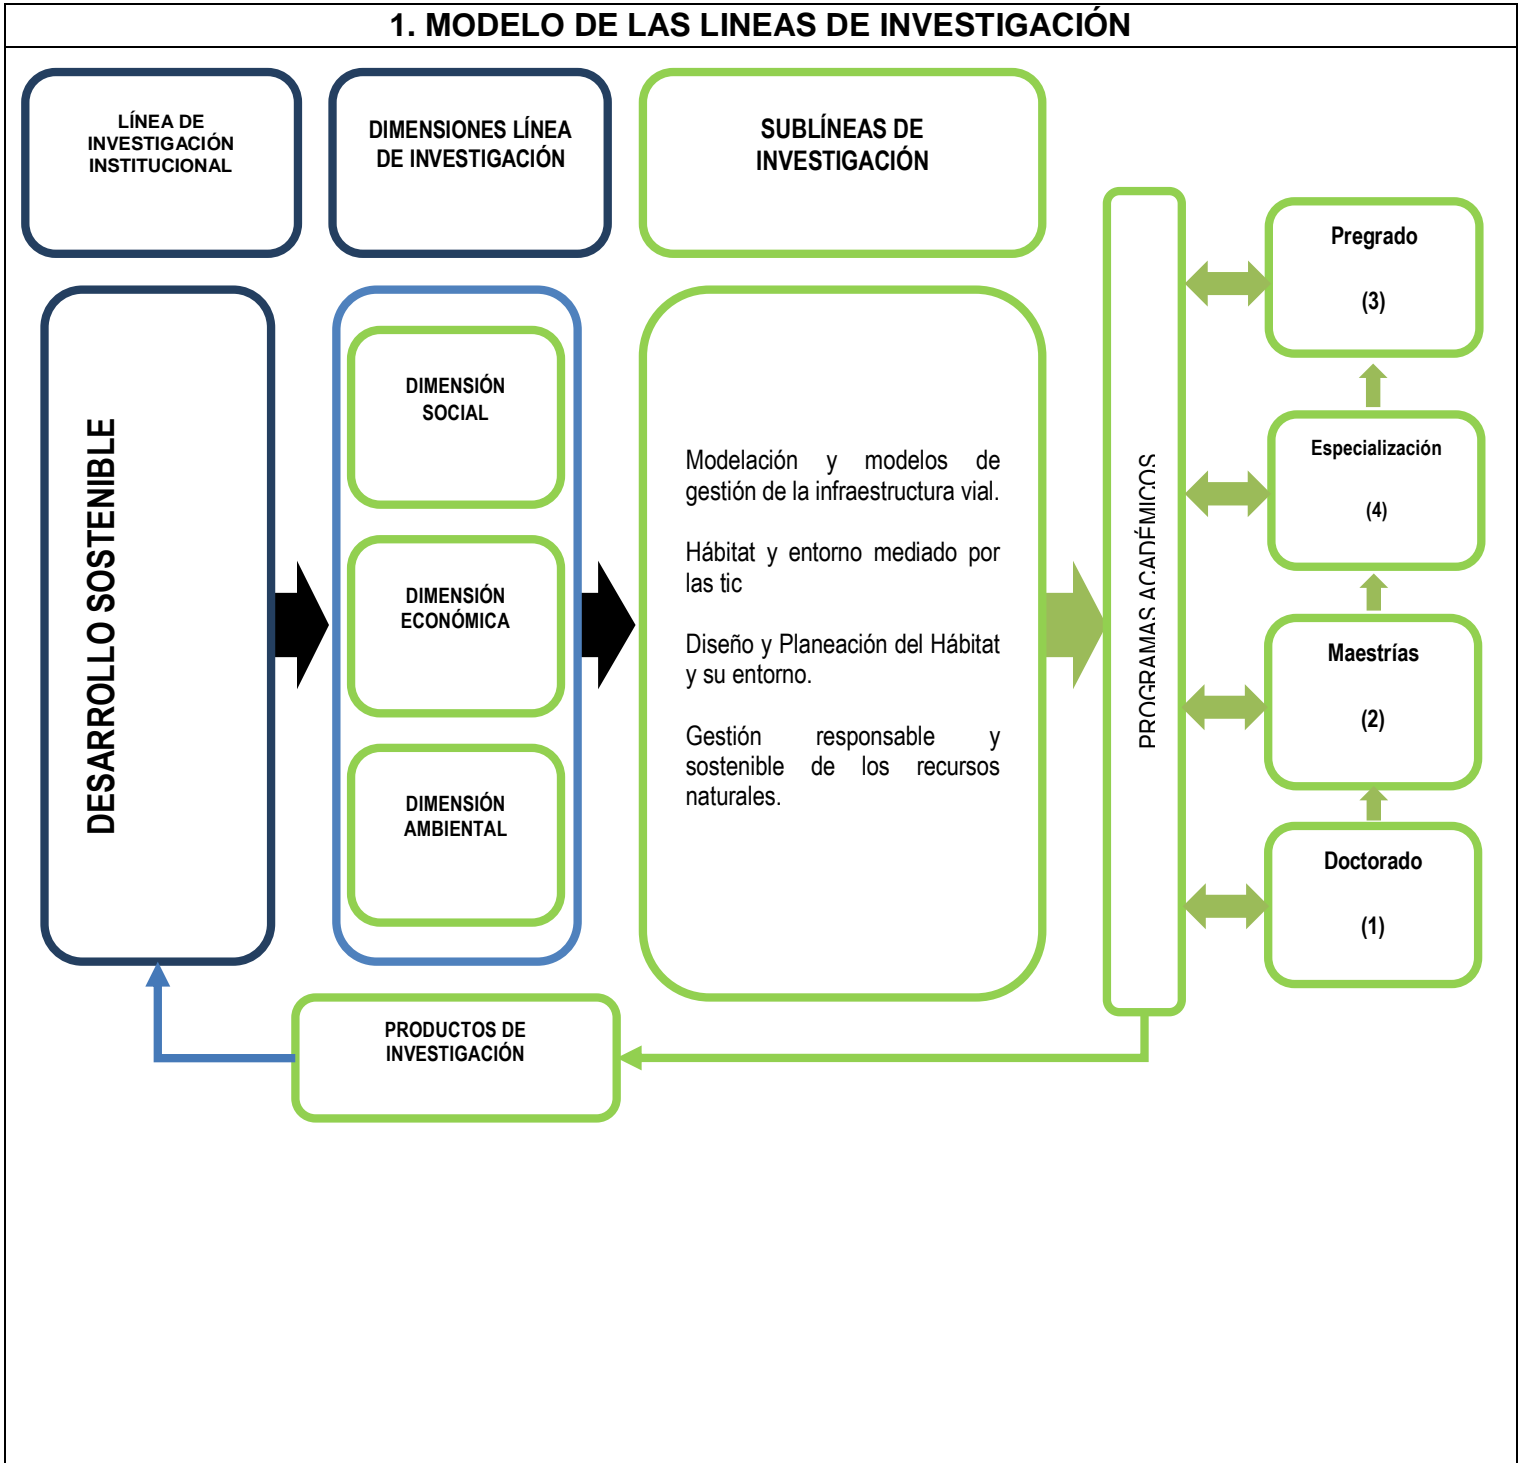 1. MODELO DE LAS LINEAS DE INVESTIGACIÓN
LÍNEA DE
INVESTIGACIÓN
INSTITUCIONAL
DIMENSIONES LÍNEA
DE INVESTIGACIÓN
SUBLÍNEAS DE
INVESTIGACIÓN
DESARROLLO SOSTENIBLE
DIMENSIÓN
SOCIAL
DIMENSIÓN
ECONÓMICA
DIMENSIÓN
AMBIENTAL
Modelación y modelos de
gestión de la infraestructura vial.
Hábitat y entorno mediado por
las tic
Diseño y Planeación del Hábitat
y su entorno.
Gestión responsable y
sostenible de los recursos
naturales.
PROGRAMAS ACADÉMICOS
Pregrado
(3)
Especialización
(4)
Maestrías
(2)
Doctorado
(1)
PRODUCTOS DE
INVESTIGACIÓN